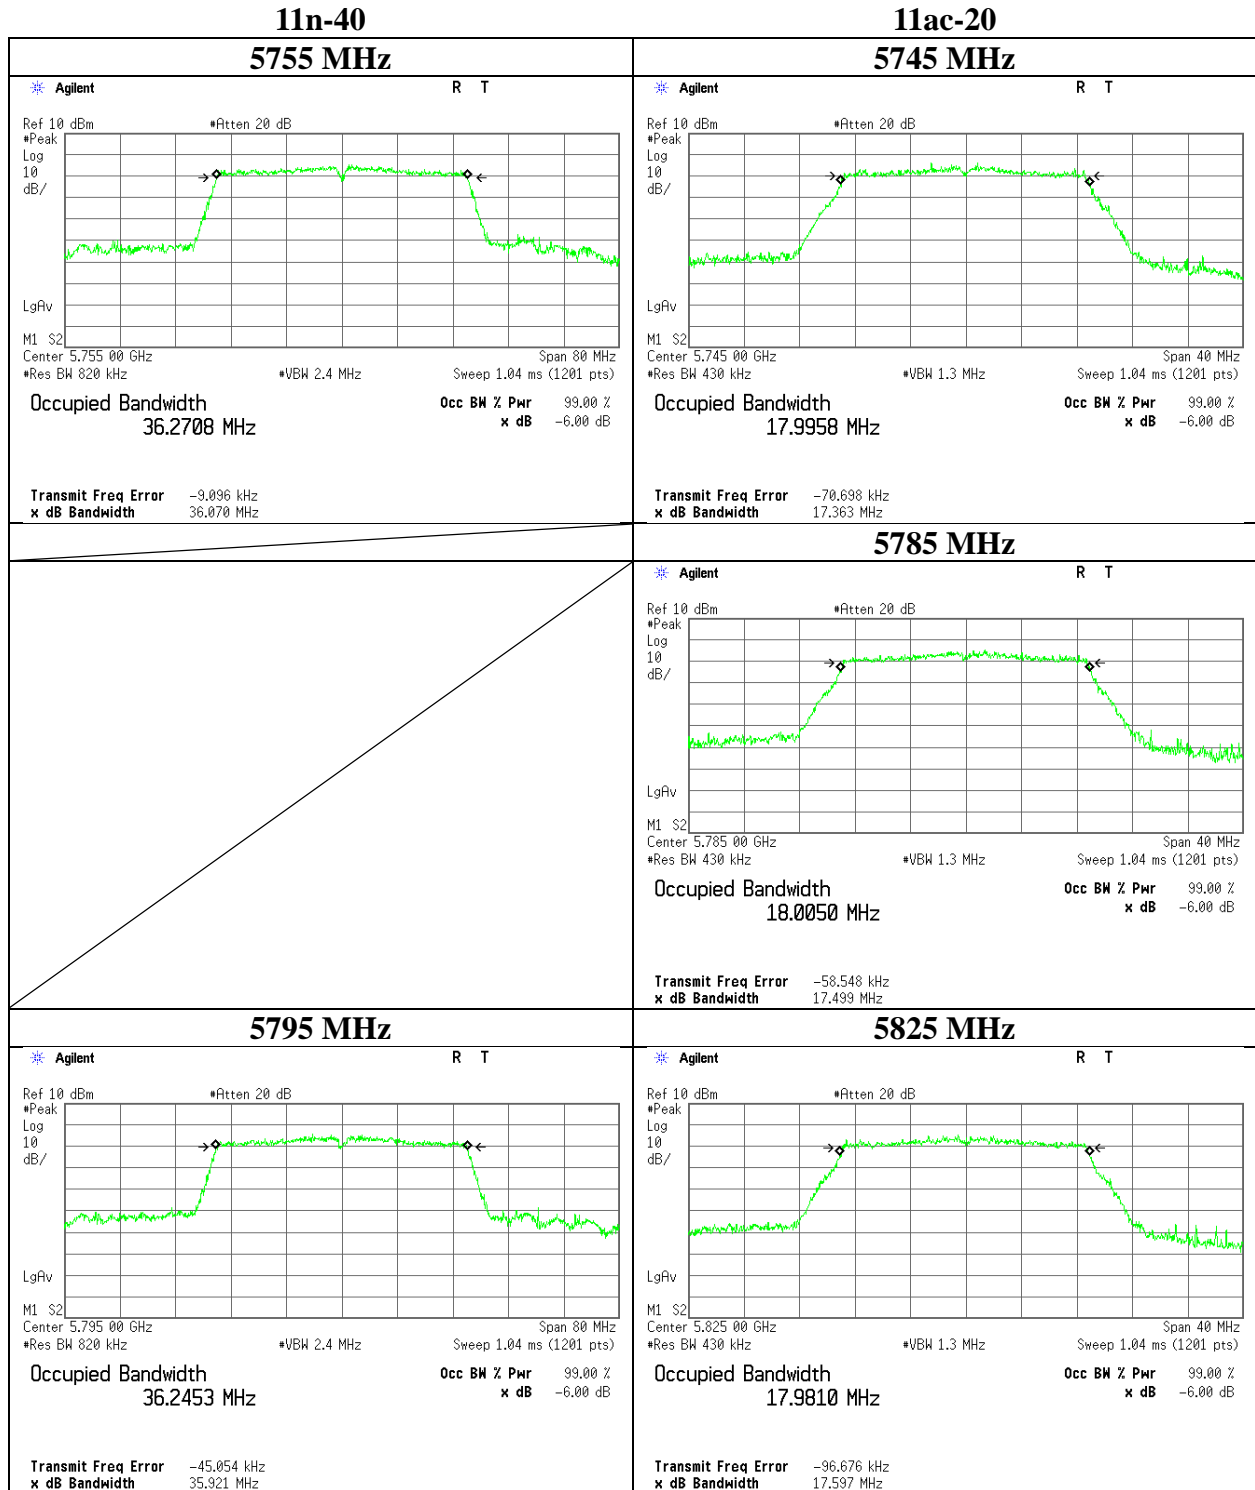 11n-40
11ac-20
5755 MHz
5745 MHz
Agilent
R T
Ref 10 dBm
#Atten 20 dB
#Peak
Log
10
dB/
LgAv
M1 S2
Center 5.755 00 GHz
Span 80 MHz
#Res BW 820 kHz
#VBW 2.4 MHz
Sweep 1.04 ms (1201 pts)
Occupied Bandwidth
36.2708 MHz
Occ BW % Pwr 99.00 %
x dB -6.00 dB
Transmit Freq Error -9.096 kHz
x dB Bandwidth 36.070 MHz
Agilent
R T
Ref 10 dBm
#Atten 20 dB
#Peak
Log
10
dB/
LgAv
M1 S2
Center 5.745 00 GHz
Span 40 MHz
#Res BW 430 kHz
#VBW 1.3 MHz
Sweep 1.04 ms (1201 pts)
Occupied Bandwidth
17.9958 MHz
Occ BW % Pwr 99.00 %
x dB -6.00 dB
Transmit Freq Error -70.698 kHz
x dB Bandwidth 17.363 MHz
5785 MHz
Agilent
R T
Ref 10 dBm
#Atten 20 dB
#Peak
Log
10
dB/
LgAv
M1 S2
Center 5.785 00 GHz
Span 40 MHz
#Res BW 430 kHz
#VBW 1.3 MHz
Sweep 1.04 ms (1201 pts)
Occupied Bandwidth
18.0050 MHz
Occ BW % Pwr 99.00 %
x dB -6.00 dB
Transmit Freq Error -58.548 kHz
x dB Bandwidth 17.499 MHz
5795 MHz
5825 MHz
Agilent
R T
Ref 10 dBm
#Atten 20 dB
#Peak
Log
10
dB/
LgAv
M1 S2
Center 5.795 00 GHz
Span 80 MHz
#Res BW 820 kHz
#VBW 2.4 MHz
Sweep 1.04 ms (1201 pts)
Occupied Bandwidth
36.2453 MHz
Occ BW % Pwr 99.00 %
x dB -6.00 dB
Transmit Freq Error -45.054 kHz
x dB Bandwidth 35.921 MHz
Agilent
R T
Ref 10 dBm
#Atten 20 dB
#Peak
Log
10
dB/
LgAv
M1 S2
Center 5.825 00 GHz
Span 40 MHz
#Res BW 430 kHz
#VBW 1.3 MHz
Sweep 1.04 ms (1201 pts)
Occupied Bandwidth
17.9810 MHz
Occ BW % Pwr 99.00 %
x dB -6.00 dB
Transmit Freq Error -96.676 kHz
x dB Bandwidth 17.597 MHz